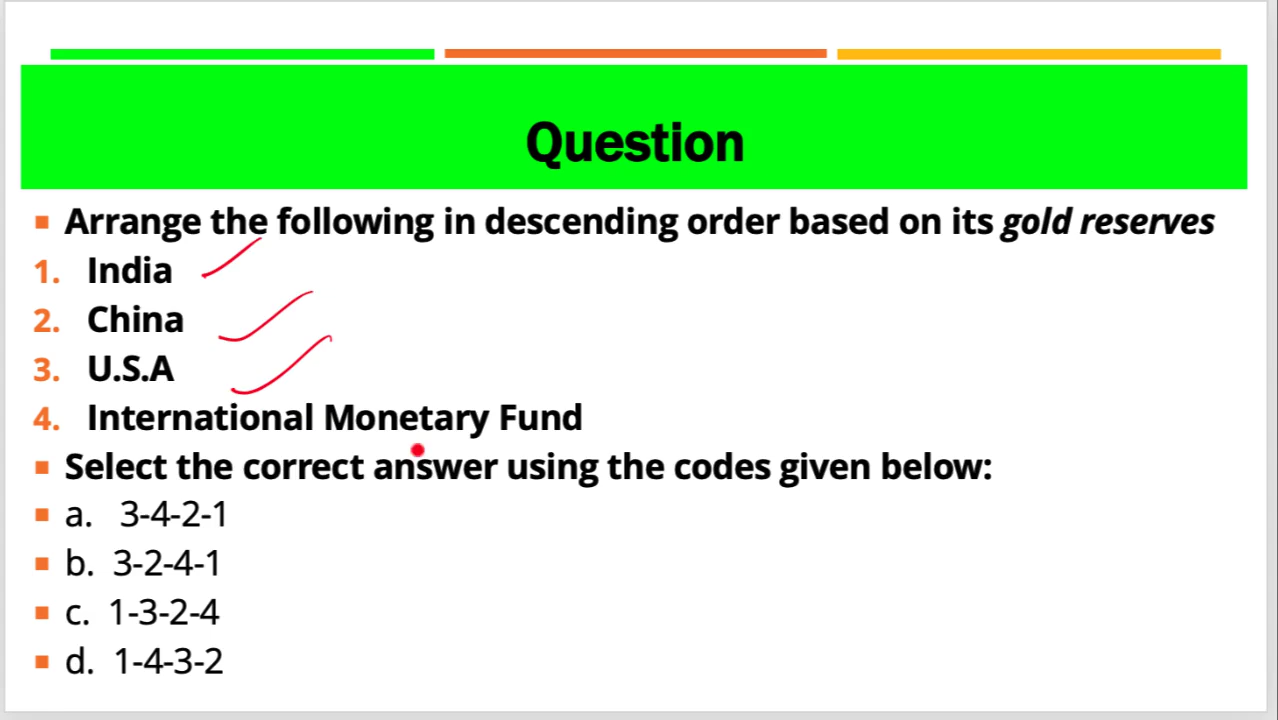 Question
Arrange the following in descending order based on its gold reserves
1. India
2. China
3. U.S.A
4. International Monetary Fund
Select the correct answer using the codes given below:
a. 3-4-2-1
b. 3-2-4-1
c. 1-3-2-4
d. 1-4-3-2